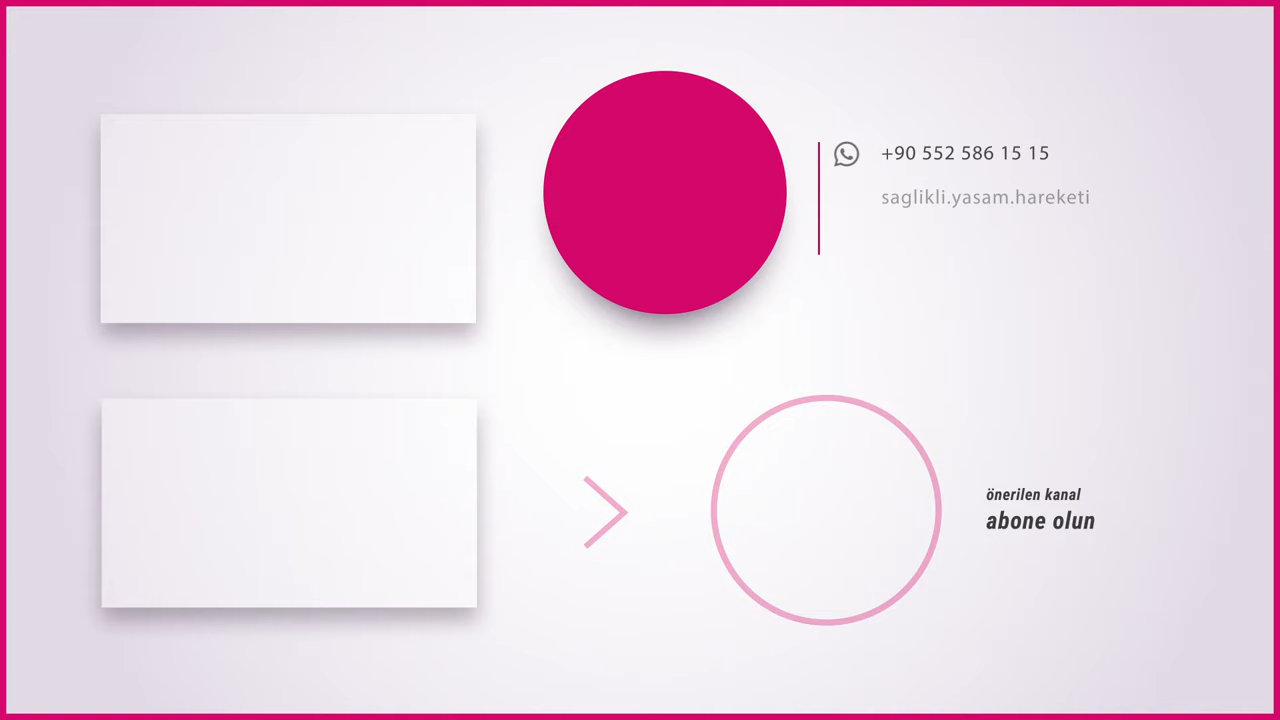 +90 552 586 15 15
saglikli.yasam.hareketi
önerilen kanal
abone olun